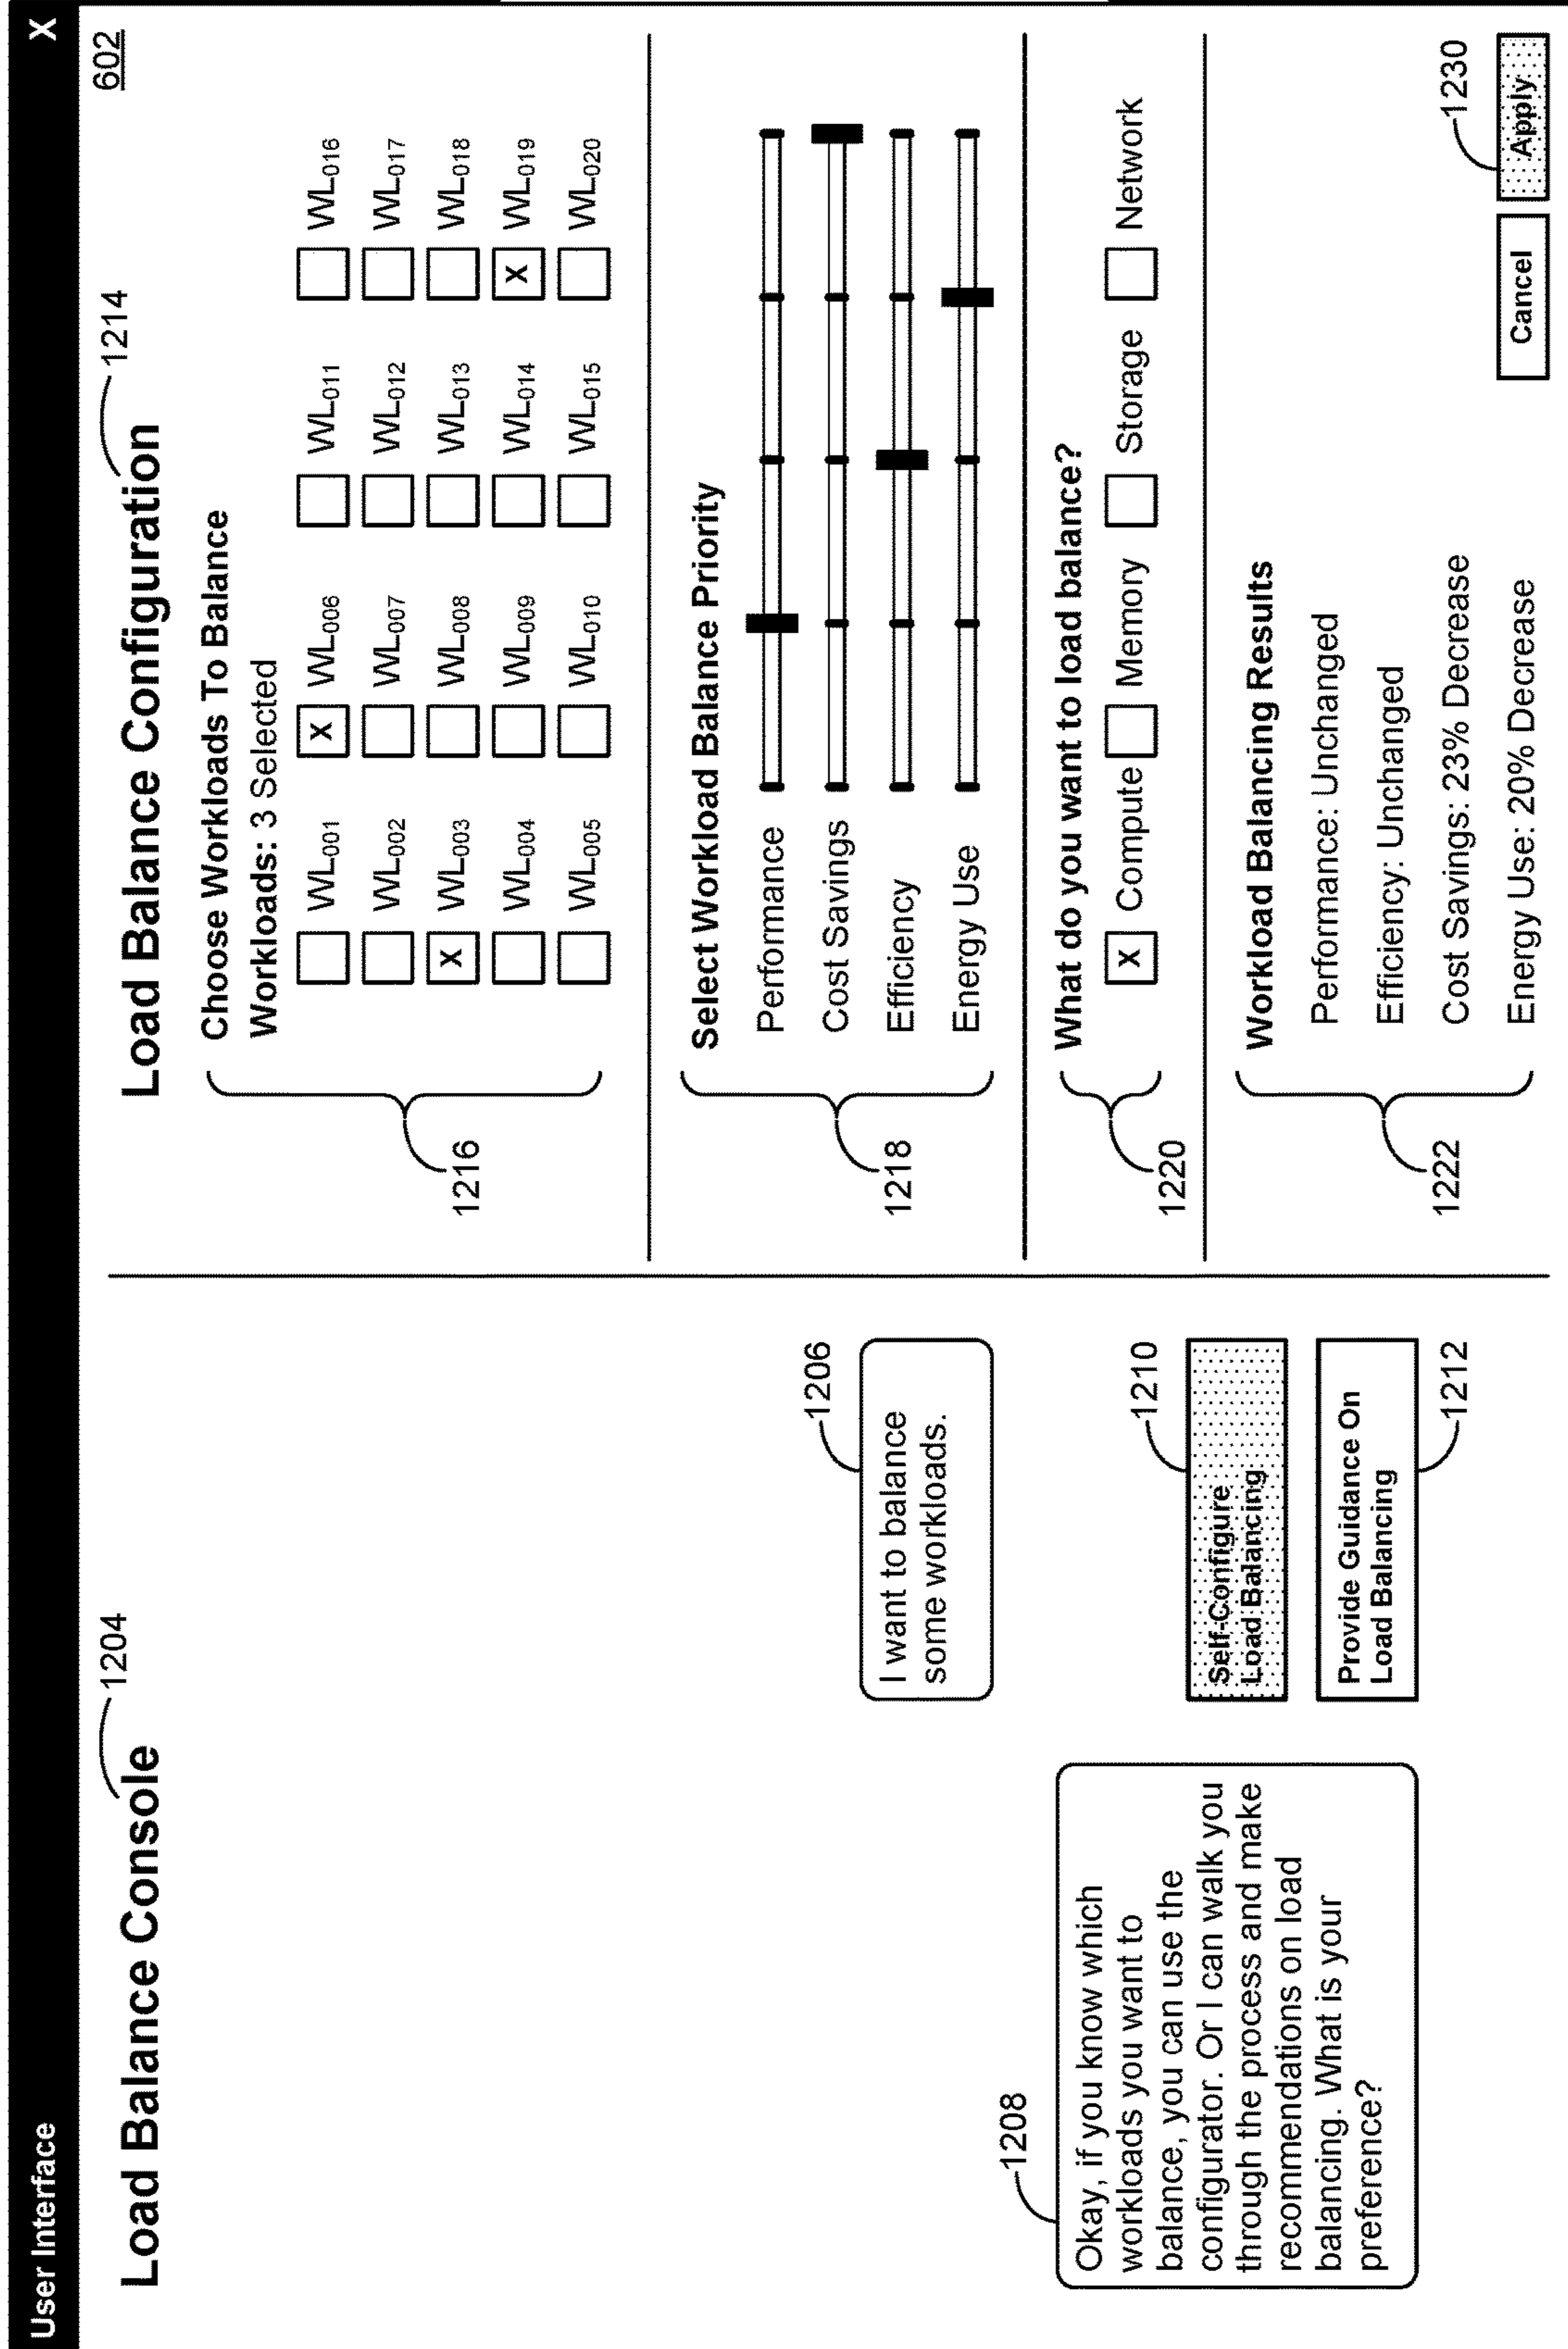 User Interface
X
602
Load Balance Console
1204
1206
I want to balance
some workloads.
1208
Okay, if you know which
workloads you want to
balance, you can use the
configurator. Or I can walk you
through the process and make
recommendations on load
balancing. What is your
preference?
1210
Self-Configure
Load Balancing
Provide Guidance On
Load Balancing
1212
Load Balance Configuration
1214
Choose Workloads To Balance
Workloads: 3 Selected
WL001 X WL006 WL011 WL016
WL002 WL007 WL012 WL017
X WL003 WL008 WL013 WL018
WL004 WL009 WL014 X WL019
WL005 WL010 WL015 WL020
1216
Select Workload Balance Priority
Performance
Cost Savings
Efficiency
Energy Use
1218
What do you want to load balance?
X Compute Memory Storage Network
1220
Workload Balancing Results
Performance: Unchanged
Efficiency: Unchanged
Cost Savings: 23% Decrease
Energy Use: 20% Decrease
1222
1230
Cancel Apply